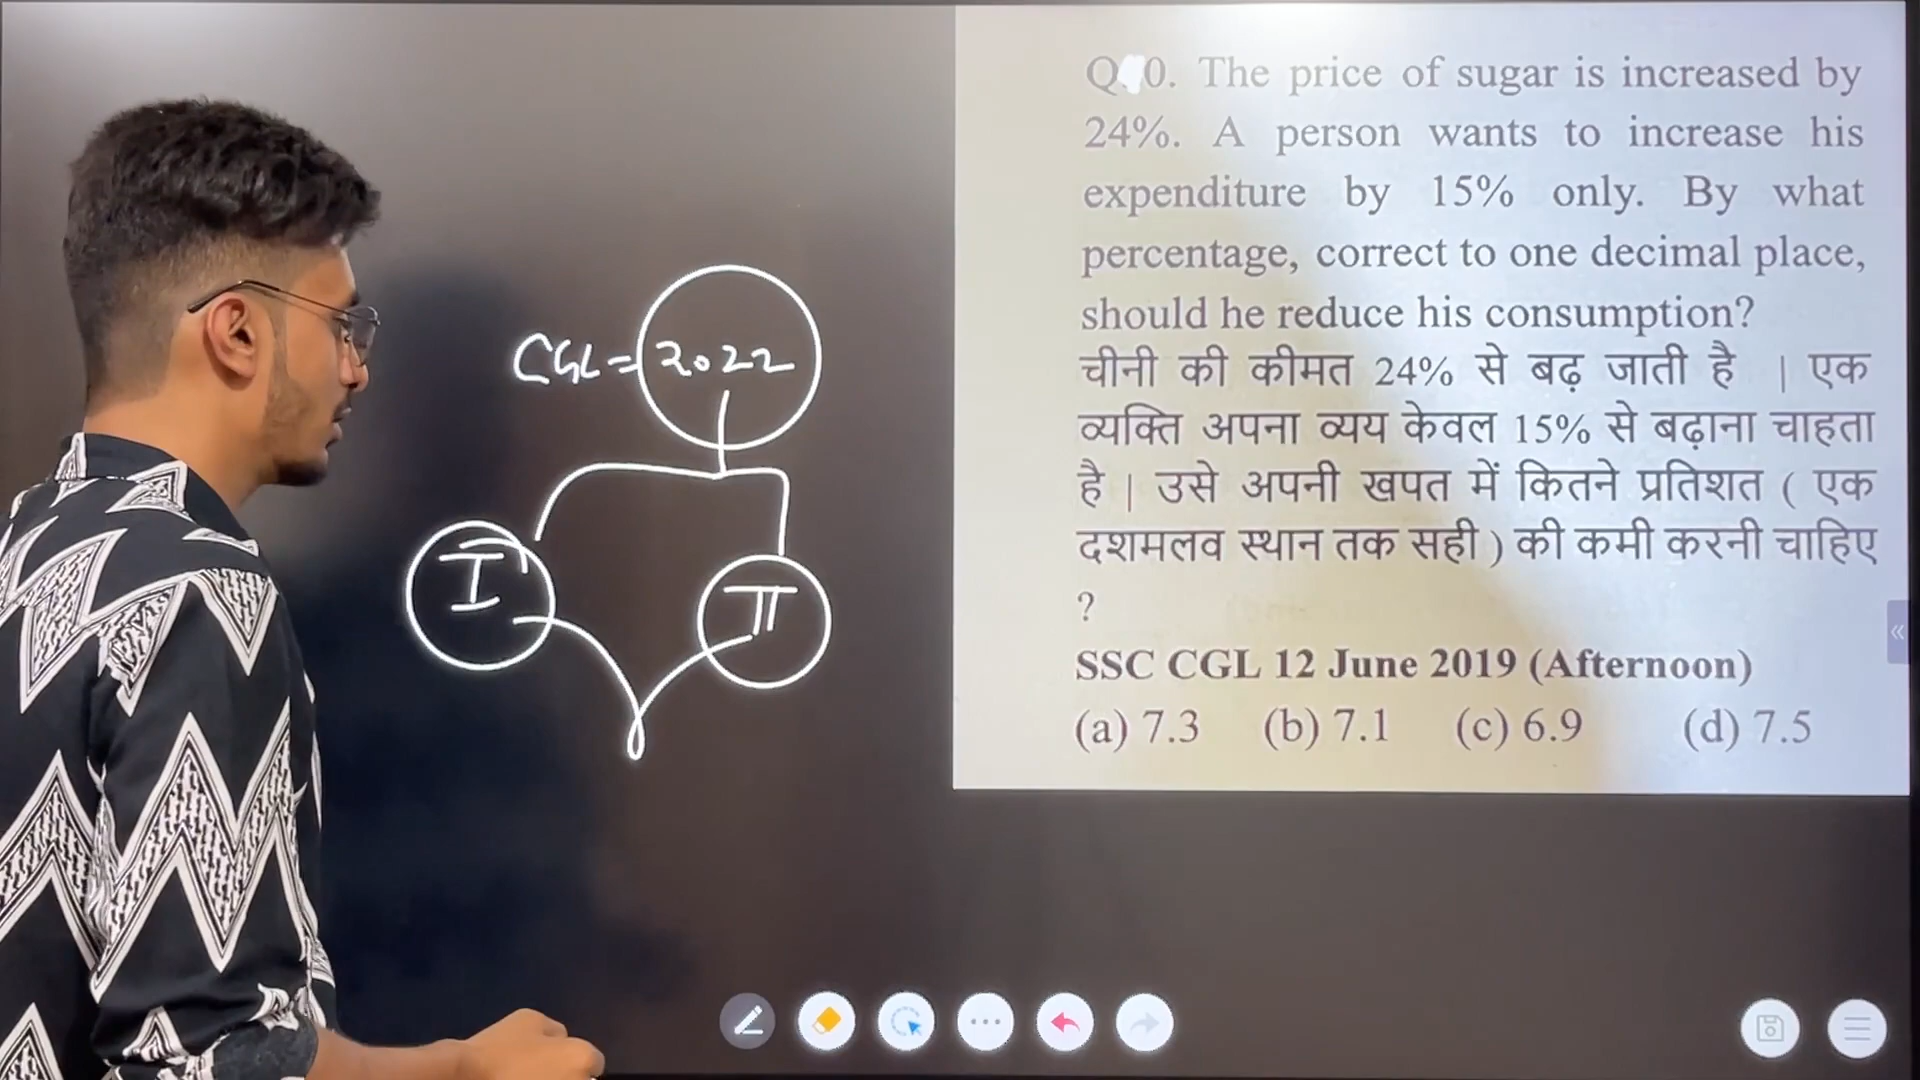 CGL = 2022
I
II
Q.0. The price of sugar is increased by
24%. A person wants to increase his
expenditure by 15% only. By what
percentage, correct to one decimal place,
should he reduce his consumption?
चीनी की कीमत 24% से बढ़ जाती है | एक
व्यक्ति अपना व्यय केवल 15% से बढ़ाना चाहता
है | उसे अपनी खपत में कितने प्रतिशत ( एक
दशमलव स्थान तक सही ) की कमी करनी चाहिए
?
SSC CGL 12 June 2019 (Afternoon)
(a) 7.3 (b) 7.1 (c) 6.9 (d) 7.5